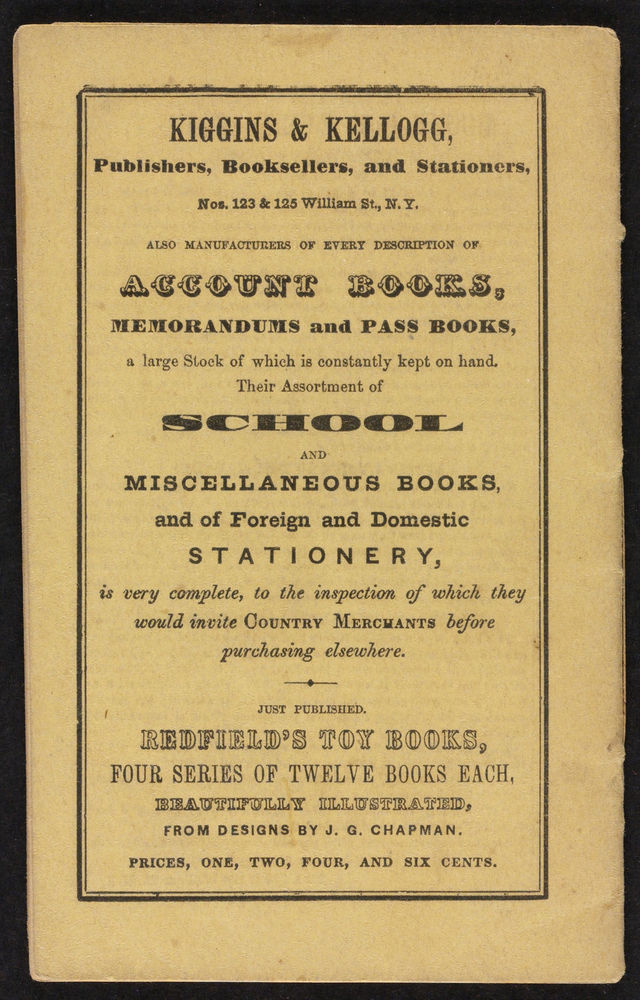 KIGGINS & KELLOGG,
Publishers, Booksellers, and Stationers,
Nos. 123 & 125 William St., N. Y.
ALSO MANUFACTURERS OF EVERY DESCRIPTION OF
ACCOUNT BOOKS,
MEMORANDUMS and PASS BOOKS,
a large Stock of which is constantly kept on hand.
Their Assortment of
SCHOOL
AND
MISCELLANEOUS BOOKS,
and of Foreign and Domestic
STATIONERY,
is very complete, to the inspection of which they
would invite COUNTRY MERCHANTS before
purchasing elsewhere.
JUST PUBLISHED.
REDFIELD'S TOY BOOKS,
FOUR SERIES OF TWELVE BOOKS EACH,
BEAUTIFULLY ILLUSTRATED,
FROM DESIGNS BY J. G. CHAPMAN.
PRICES, ONE, TWO, FOUR, AND SIX CENTS.